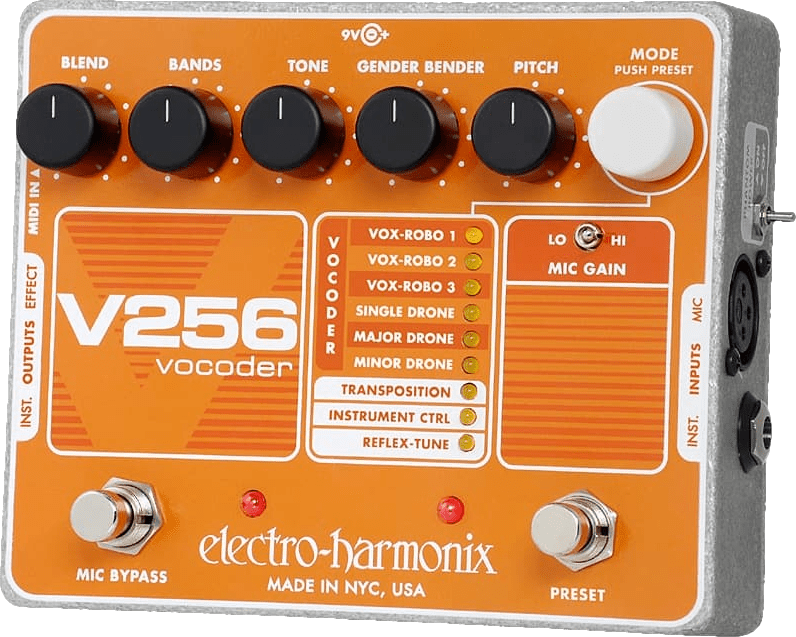 9V +
BLEND
BANDS
TONE
GENDER BENDER
PITCH
MODE
PUSH PRESET
MIDI IN
EFFECT
OUTPUTS
INST.
V256
vocoder
VOCODER
VOX-ROBO 1
VOX-ROBO 2
VOX-ROBO 3
SINGLE DRONE
MAJOR DRONE
MINOR DRONE
TRANSPOSITION
INSTRUMENT CTRL
REFLEX-TUNE
LO HI
MIC GAIN
MIC
INPUTS
INST.
MIC BYPASS
electro-harmonix
MADE IN NYC, USA
PRESET